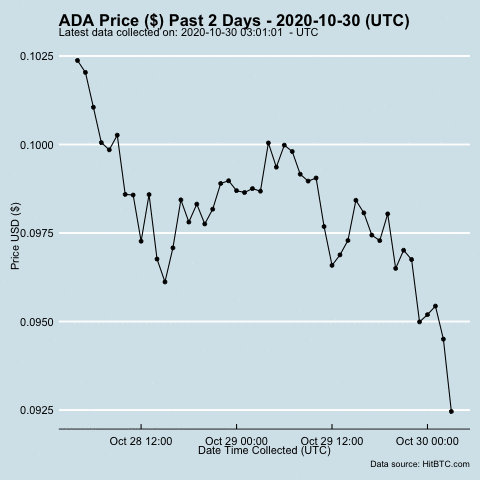 ADA Price ($) Past 2 Days - 2020-10-30 (UTC)
Latest data collected on: 2020-10-30 03:01:01 - UTC
0.1025
0.1000
0.0975
0.0950
0.0925
Price USD ($)
Oct 28 12:00
Oct 29 00:00
Oct 29 12:00
Oct 30 00:00
Date Time Collected (UTC)
Data source: HitBTC.com